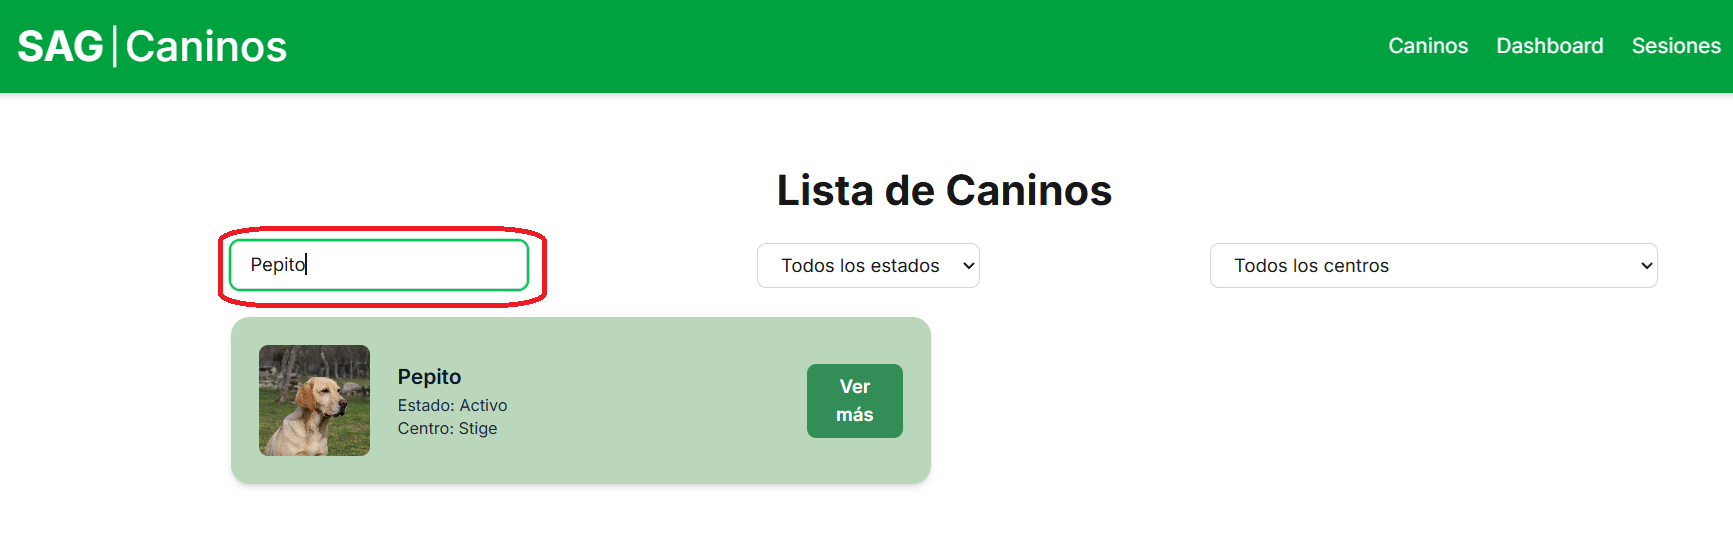 SAG|Caninos
Caninos Dashboard Sesiones
Lista de Caninos
Pepito
Todos los estados
Todos los centros
Pepito
Estado: Activo
Centro: Stige
Ver
más